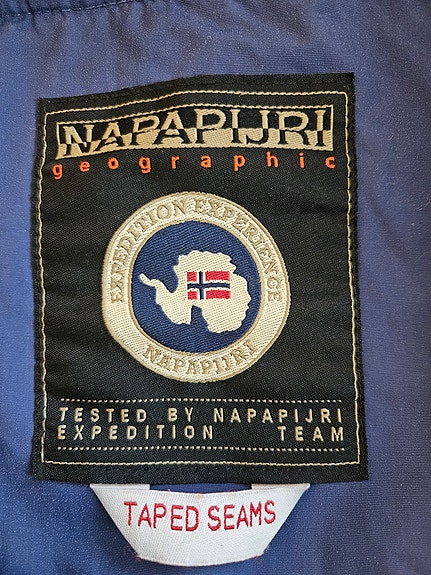 NAPAPIJRI
geographic
EXPEDITION EXPERIENCE
NAPAPIJRI
TESTED BY NAPAPIJRI
EXPEDITION TEAM
TAPED SEAMS